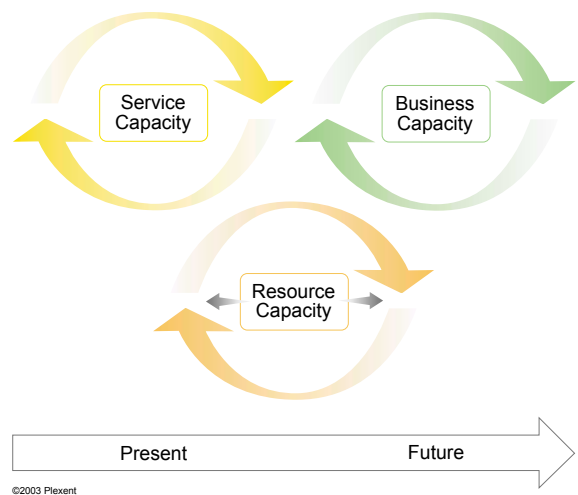 Service
Capacity
Business
Capacity
Resource
Capacity
Present
Future
©2003 Plexent